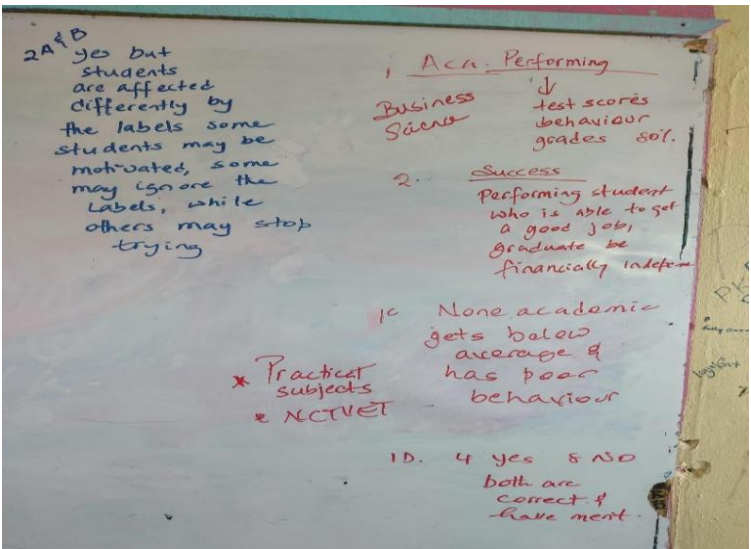 2A & B
yes but
students
are affected
differently by
the labels some
students may be
motivated, some
may ignore the
Labels, while
others may stop
trying
1 Aca. Performing
Business
Science
↓
test scores
behaviour
grades 80%.
2. Success
Performing student
who is able to get
a good job,
graduate be
financially indepen
1c None academic
gets below
average &
has poor
behaviour
* Practical
subjects
* NCTVET
1D. 4 yes & NO
both are
correct &
have merit.